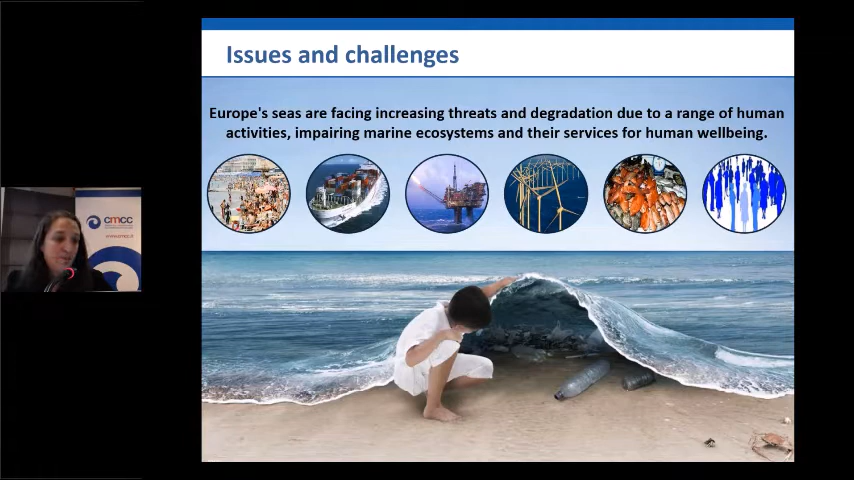 Issues and challenges
Europe's seas are facing increasing threats and degradation due to a range of human
activities, impairing marine ecosystems and their services for human wellbeing.
cmcc